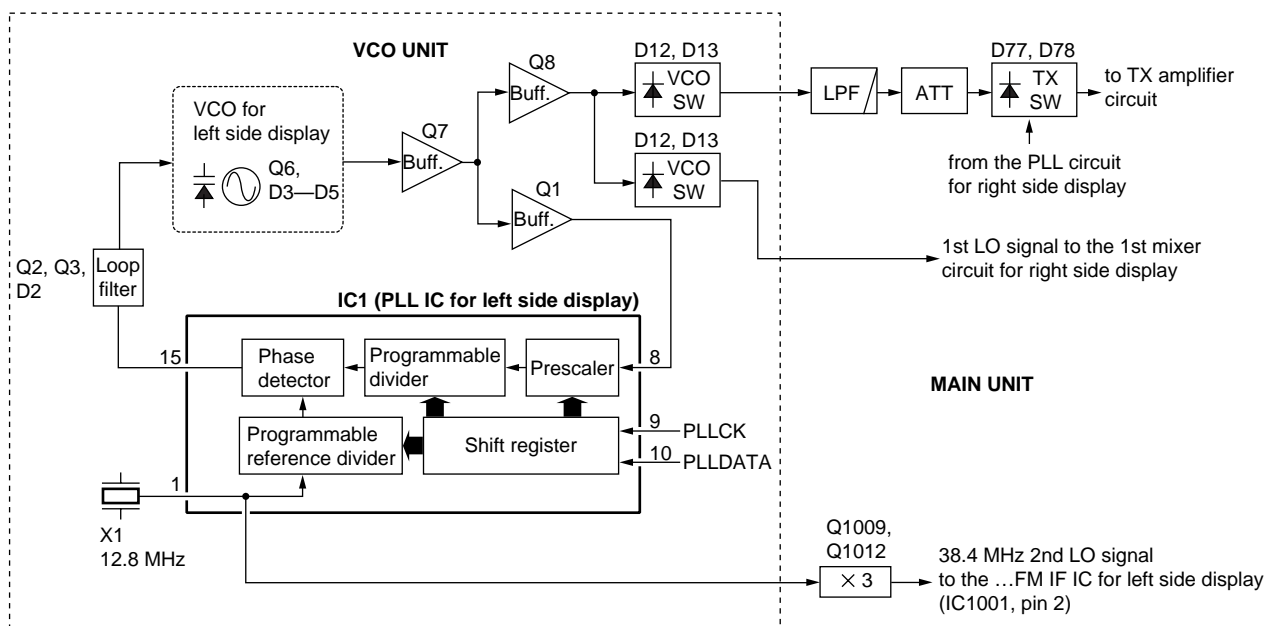 VCO UNIT
VCO for
left side display
Q6,
D3—D5
Q7
Buff.
Q8
Buff.
Q1
Buff.
D12, D13
VCO
SW
D12, D13
VCO
SW
LPF
ATT
D77, D78
TX
SW
to TX amplifier
circuit
from the PLL circuit
for right side display
1st LO signal to the 1st mixer
circuit for right side display
Q2, Q3,
D2
Loop
filter
IC1 (PLL IC for left side display)
15
Phase
detector
Programmable
divider
Prescaler
8
Programmable
reference divider
Shift register
9
PLLCK
10
PLLDATA
1
X1
12.8 MHz
MAIN UNIT
Q1009,
Q1012
× 3
38.4 MHz 2nd LO signal
to the ...FM IF IC for left side display
(IC1001, pin 2)